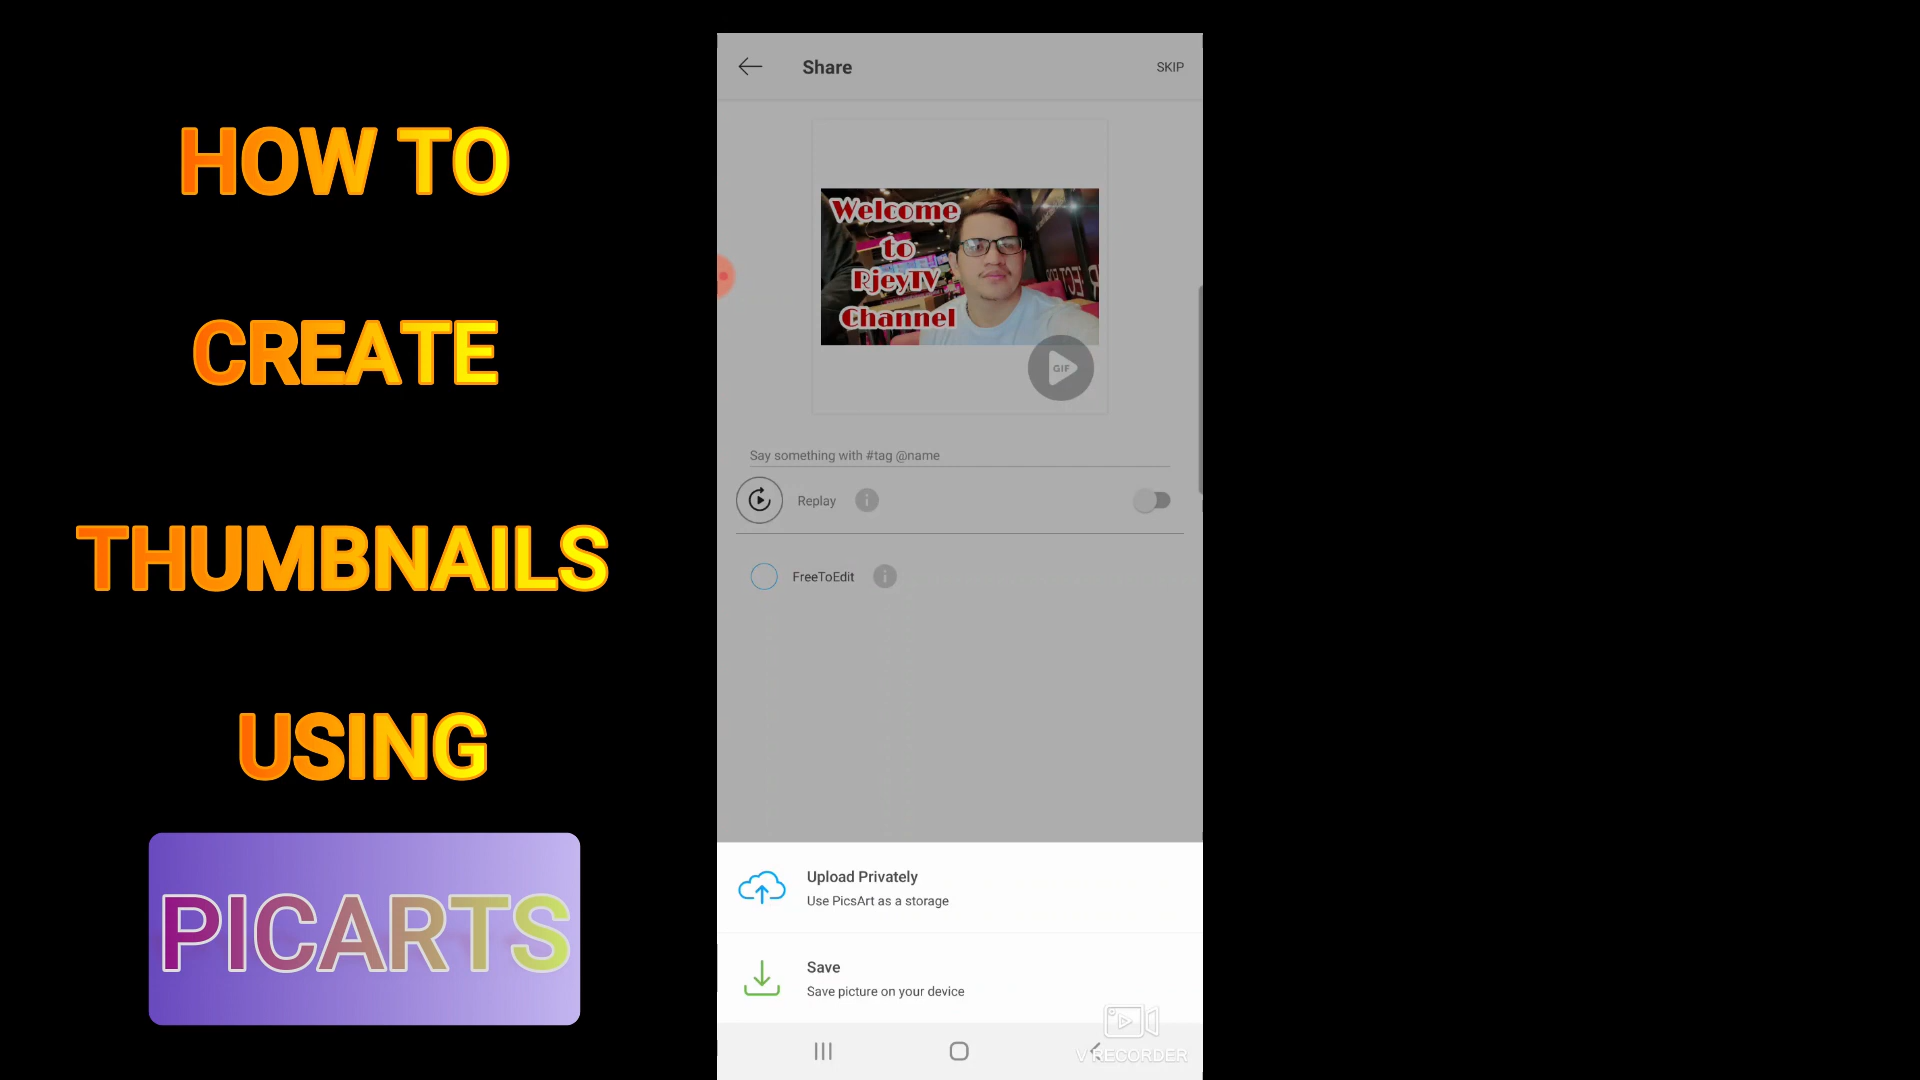 HOW TO
CREATE
THUMBNAILS
USING
PICARTS
Share
SKIP
Welcome
to
RjeyTV
Channel
GIF
Say something with #tag @name
Replay
FreeToEdit
Upload Privately
Use PicsArt as a storage
Save
Save picture on your device
V RECORDER